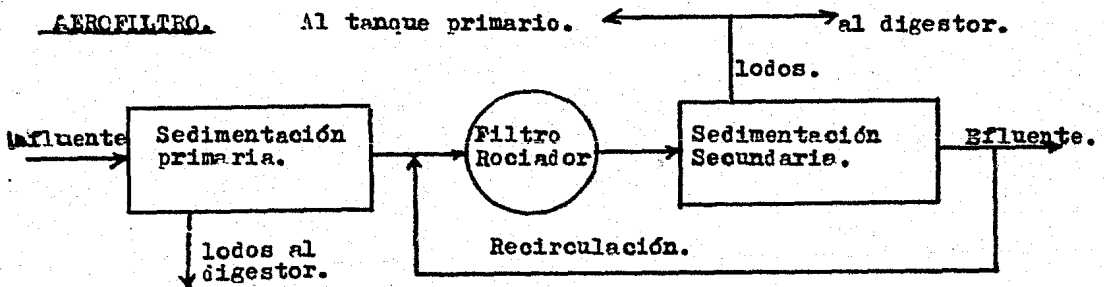 AEROFILTRO.
Al tanque primario.
al digestor.
lodos.
Influente
Sedimentación
primaria.
Filtro
Rociador
Sedimentación
Secundaria.
Efluente.
lodos al
digestor.
Recirculación.